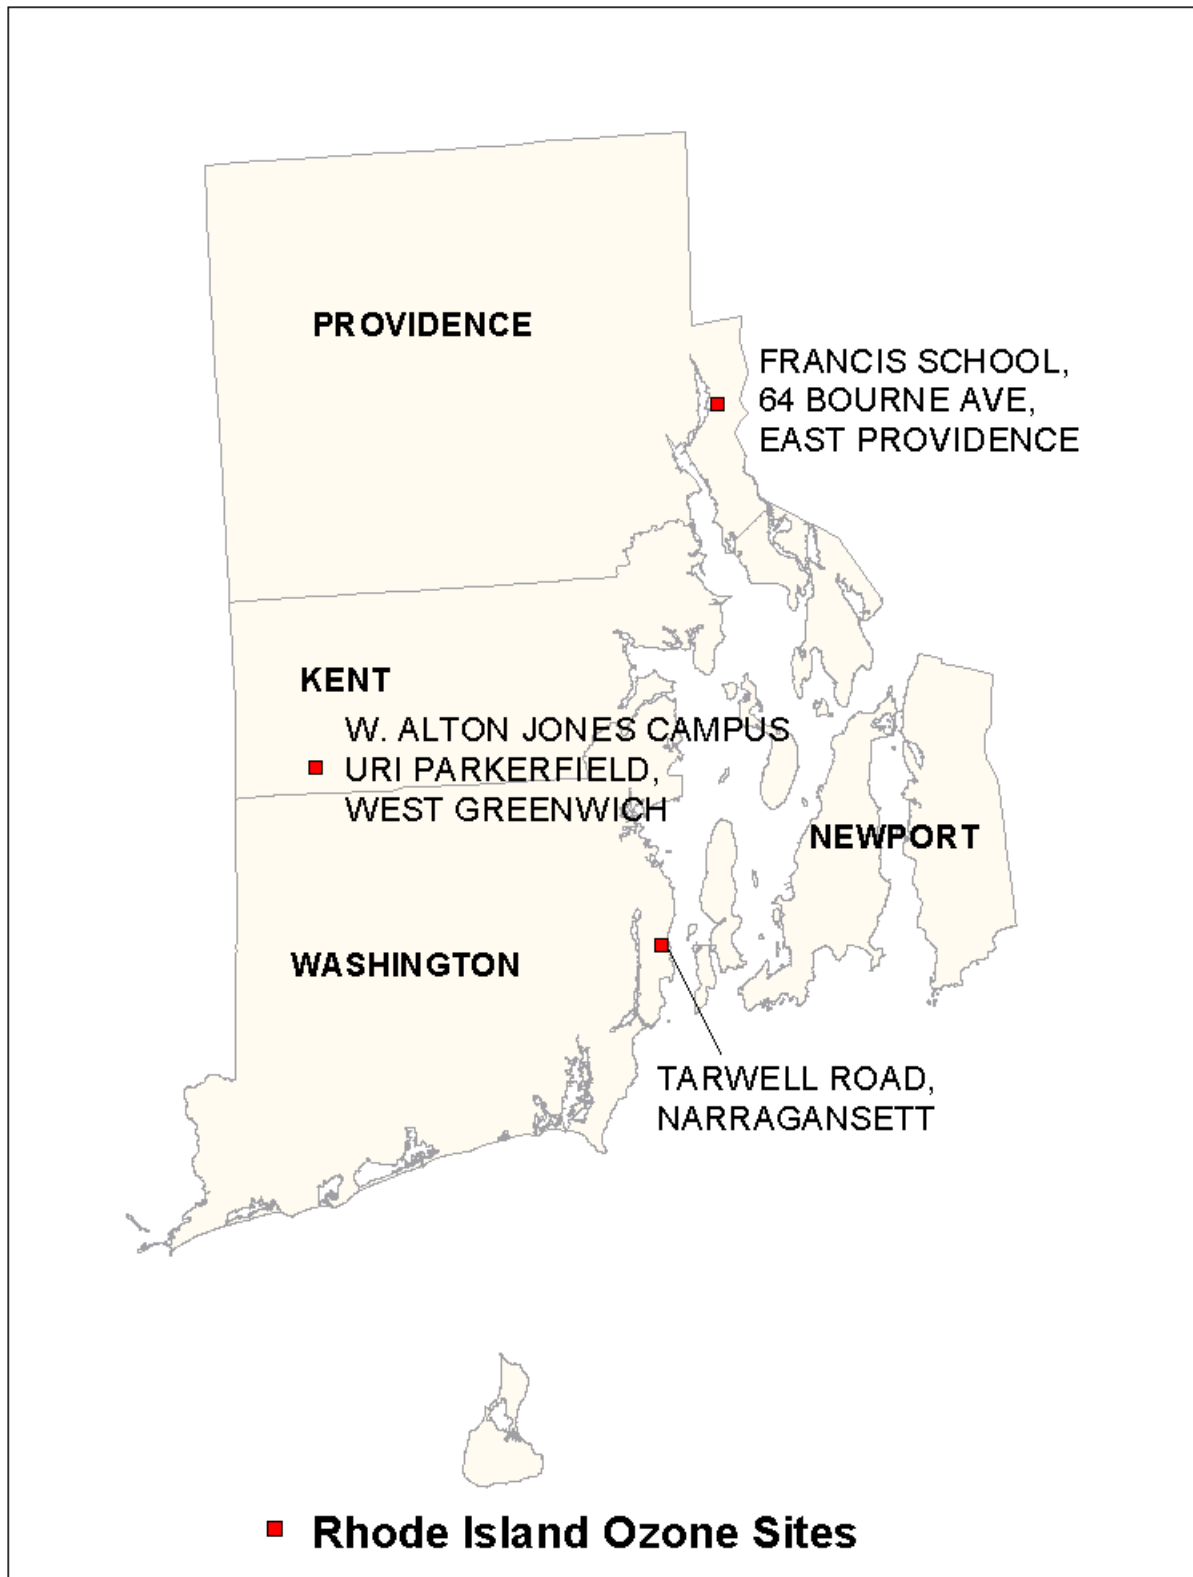 PROVIDENCE
FRANCIS SCHOOL,
64 BOURNE AVE,
EAST PROVIDENCE
KENT
W. ALTON JONES CAMPUS
URI PARKERFIELD,
WEST GREENWICH
NEWPORT
WASHINGTON
TARWELL ROAD,
NARRAGANSETT
Rhode Island Ozone Sites